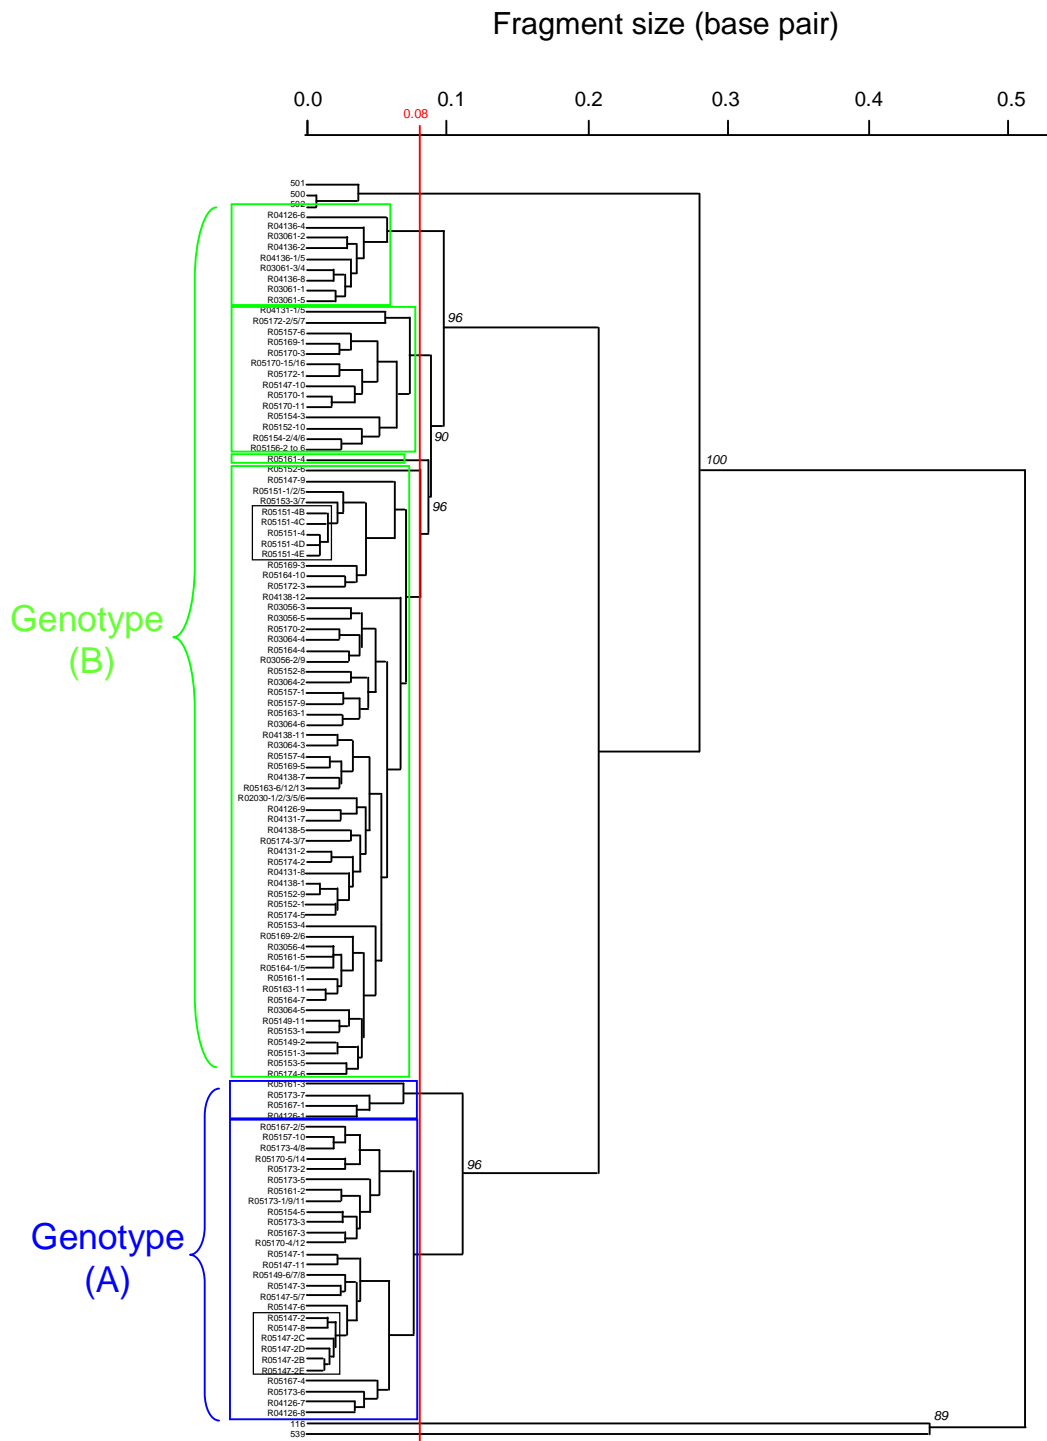 Fragment size (base pair)
0.0 0.1 0.2 0.3 0.4 0.5
0.08
501
500
502
R04126-6
R04136-4
R03061-2
R04136-2
R04136-1/5
R03061-3/4
R04136-8
R03061-1
R03061-5
R04131-1/5
R05172-2/5/7
96
R05157-6
R05169-1
R05170-3
R05170-15/16
R05172-1
R05147-10
R05170-1
R05170-11
R05154-3
R05152-10
R05154-2/4/6
90
R05156-2 to 6
R05161-4
100
R05152-6
R05147-9
R05151-1/2/5
R05153-3/7
96
R05151-4B
R05151-4C
R05151-4
R05151-4D
R05151-4E
R05169-3
R05164-10
R05172-3
R04138-12
R03056-3
R03056-5
Genotype
(B)
R05170-2
R03064-4
R05164-4
R03056-2/9
R05152-8
R03064-2
R05157-1
R05157-9
R05163-1
R03064-6
R04138-11
R03064-3
R05157-4
R05169-5
R04138-7
R05163-6/12/13
R02030-1/2/3/5/6
R04126-9
R04131-7
R04138-5
R05174-3/7
R04131-2
R05174-2
R04131-8
R04138-1
R05152-9
R05152-1
R05174-5
R05153-4
R05169-2/6
R03056-4
R05161-5
R05164-1/5
R05161-1
R05163-11
R05164-7
R03064-5
R05149-11
R05153-1
R05149-2
R05151-3
R05153-5
R05174-6
R05161-3
R05173-7
R05167-1
R04126-1
R05167-2/5
R05157-10
R05173-4/8
R05170-5/14
96
R05173-2
R05173-5
R05161-2
R05173-1/9/11
R05154-5
R05173-3
R05167-3
R05170-4/12
Genotype
(A)
R05147-1
R05147-11
R05149-6/7/8
R05147-3
R05147-5/7
R05147-6
R05147-2
R05147-8
R05147-2C
R05147-2D
R05147-2B
R05147-2E
R05167-4
R05173-6
R04126-7
R04126-8
89
116
539